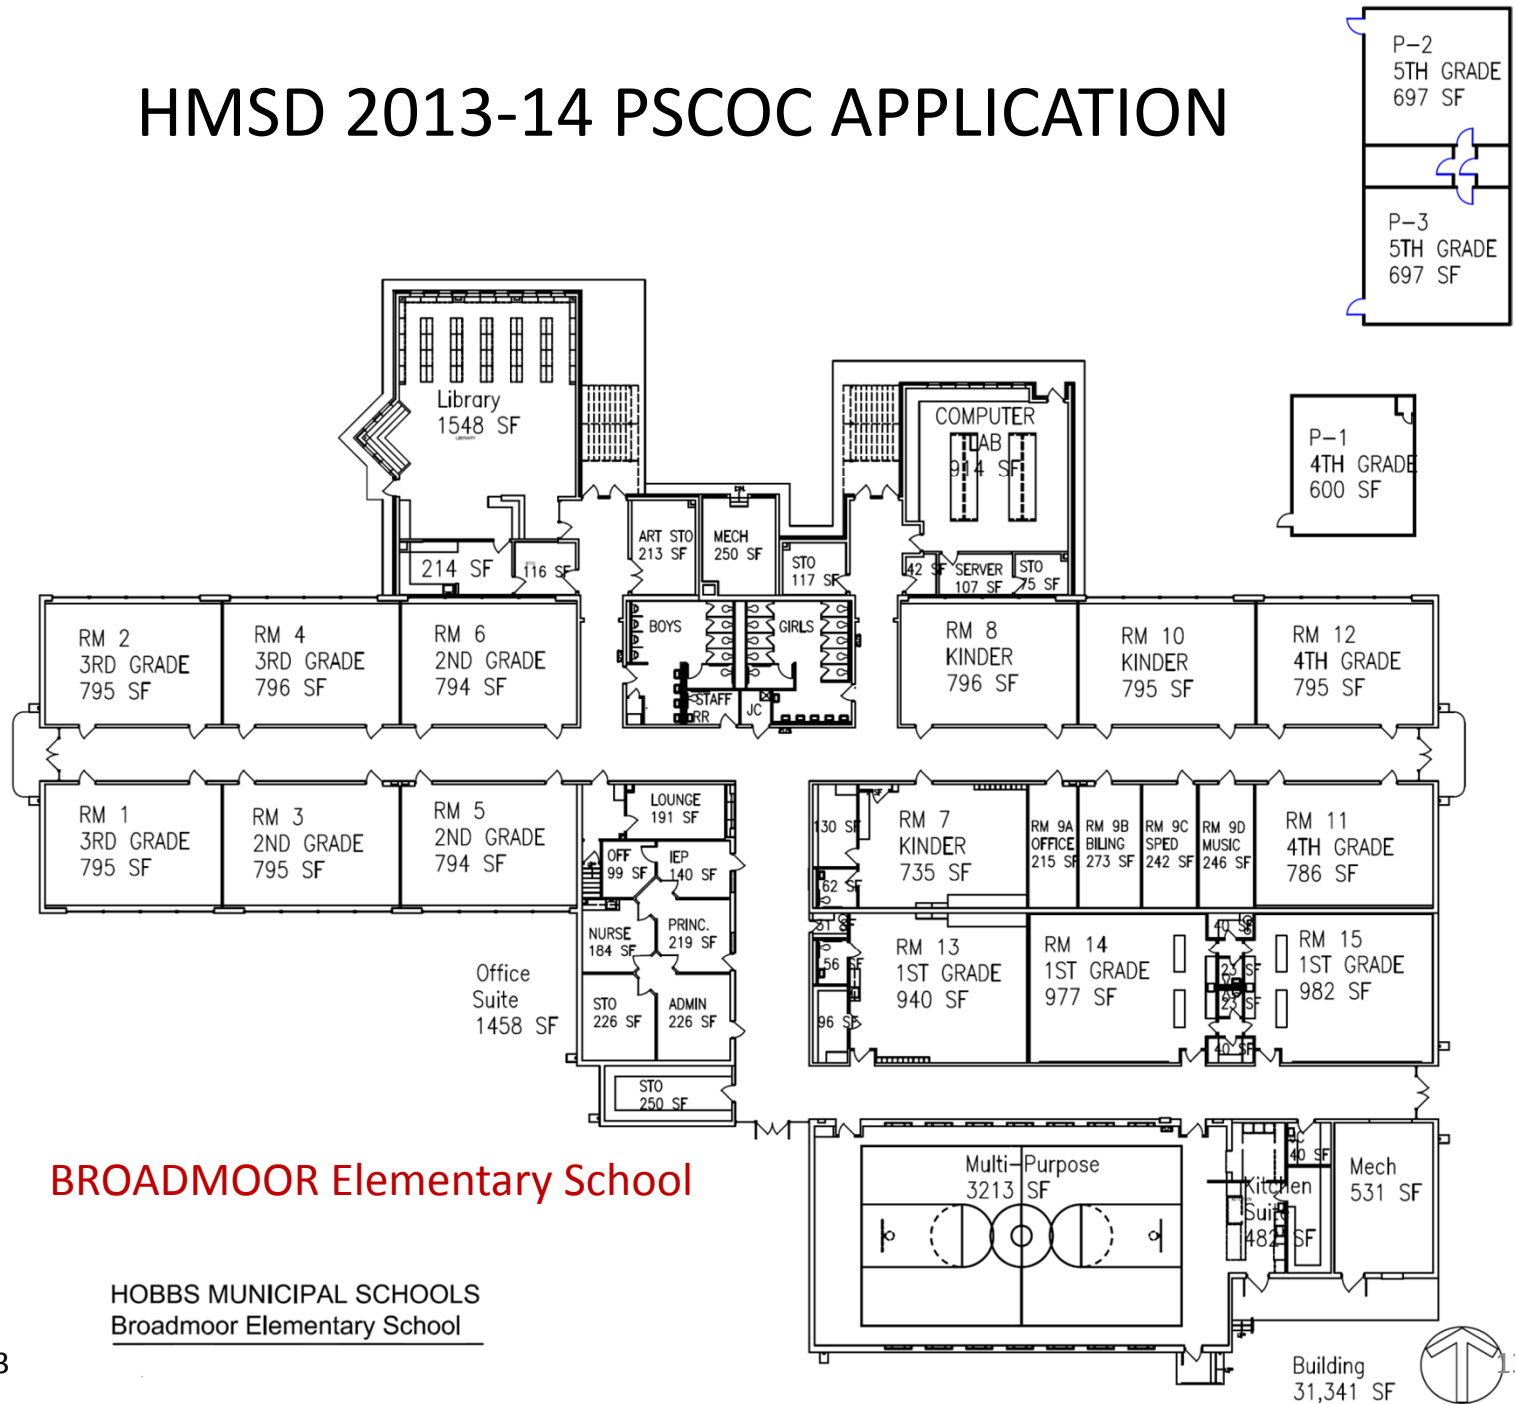 HMSD 2013-14 PSCOC APPLICATION
P-2
5TH GRADE
697 SF
P-3
5TH GRADE
697 SF
P-1
4TH GRADE
600 SF
Library
1548 SF
LIBRARY
COMPUTER
LAB
914 SF
ART STO
213 SF
MECH
250 SF
STO
117 SF
214 SF
116 SF
42 SF
SERVER
107 SF
STO
75 SF
RM 2
3RD GRADE
795 SF
RM 4
3RD GRADE
796 SF
RM 6
2ND GRADE
794 SF
BOYS
GIRLS
STAFF
RR
JC
RM 8
KINDER
796 SF
RM 10
KINDER
795 SF
RM 12
4TH GRADE
795 SF
RM 1
3RD GRADE
795 SF
RM 3
2ND GRADE
795 SF
RM 5
2ND GRADE
794 SF
LOUNGE
191 SF
OFF
99 SF
IEP
140 SF
NURSE
184 SF
PRINC.
219 SF
STO
226 SF
ADMIN
226 SF
STO
250 SF
Office
Suite
1458 SF
130 SF
SF
62 SF
RM 7
KINDER
735 SF
RM 9A
OFFICE
215 SF
RM 9B
BILING
273 SF
RM 9C
SPED
242 SF
RM 9D
MUSIC
246 SF
RM 11
4TH GRADE
786 SF
31 SF
56 SF
96 SF
RM 13
1ST GRADE
940 SF
RM 14
1ST GRADE
977 SF
40 SF
23 SF
23 SF
40 SF
RM 15
1ST GRADE
982 SF
Multi-Purpose
3213 SF
Kitchen
Suite
482 SF
JC
40 SF
Mech
531 SF
BROADMOOR Elementary School
HOBBS MUNICIPAL SCHOOLS
Broadmoor Elementary School
Building
31,341 SF
13